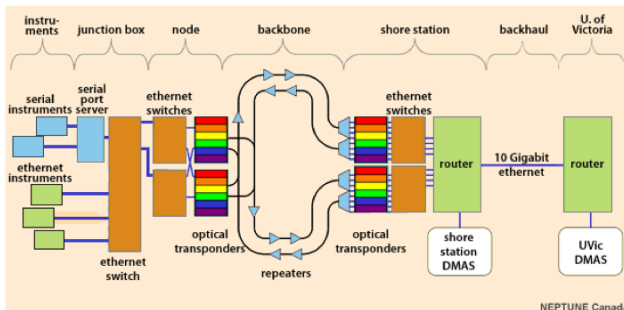 instru-
ments
junction box
node
backbone
shore station
backhaul
U. of
Victoria
serial
instruments
serial
port
server
ethernet
switches
ethernet
switches
ethernet
instruments
router
10 Gigabit
ethernet
router
optical
transponders
optical
transponders
ethernet
switch
repeaters
shore
station
DMAS
UVic
DMAS
NEPTUNE Canada